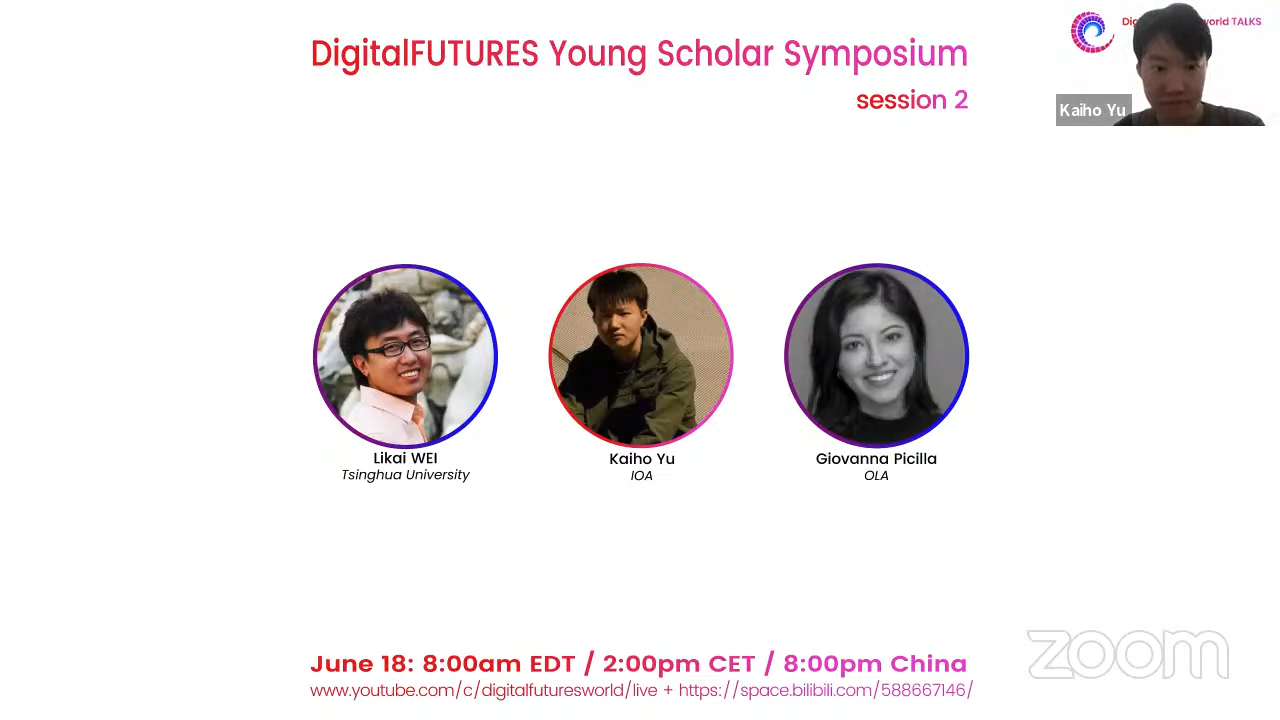 DigitalFUTURES Young Scholar Symposium
session 2
world TALKS
Kaiho Yu
Likai WEI
Tsinghua University
Kaiho Yu
IOA
Giovanna Picilla
OLA
zoom
June 18: 8:00am EDT / 2:00pm CET / 8:00pm China
www.youtube.com/c/digitalfuturesworld/live + https://space.bilibili.com/588667146/